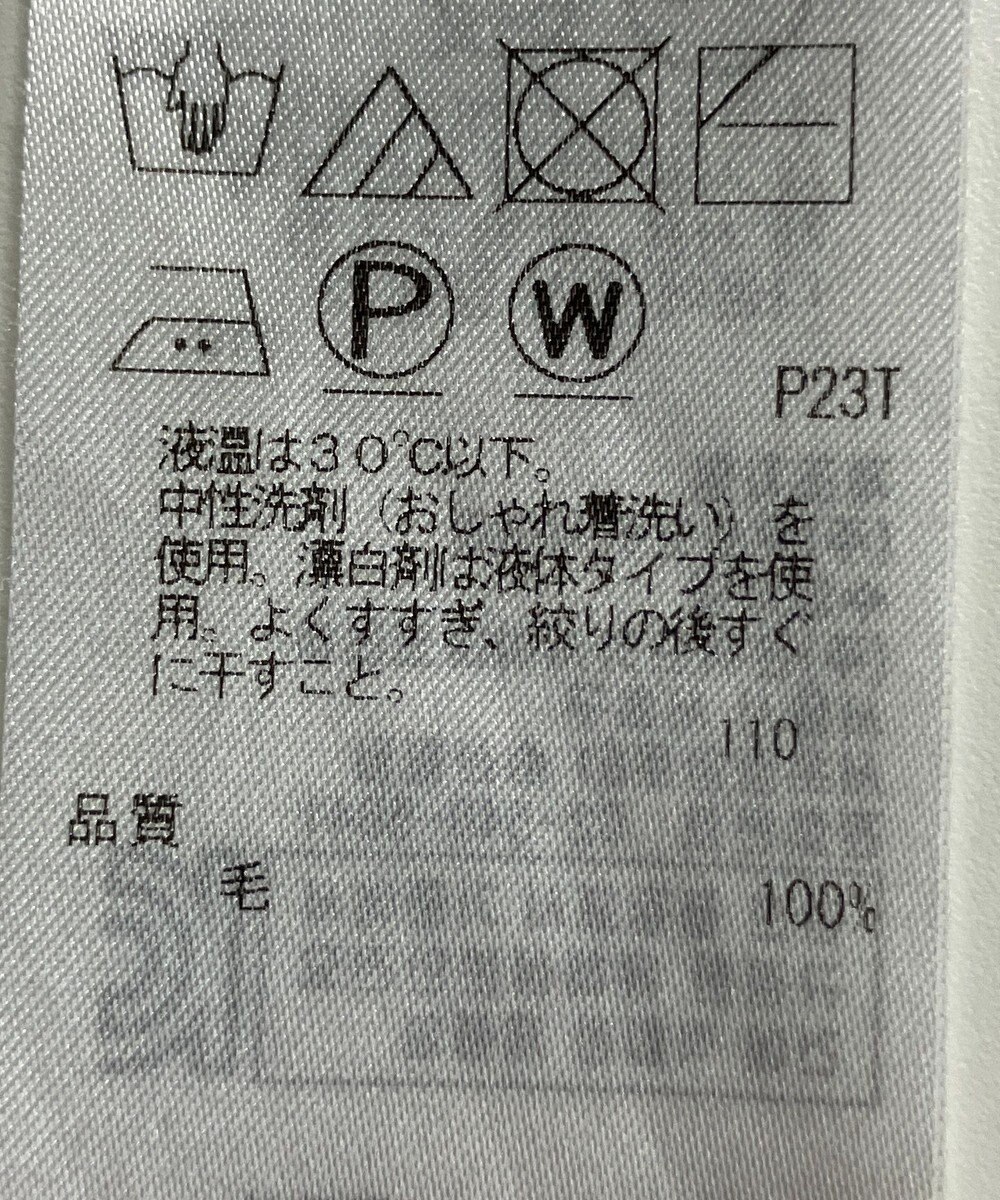 P
W
P23T
液温は30℃以下。
中性洗剤(おしゃれ着洗い)を
使用。漂白剤は液体タイプを使
用。よくすすぎ、絞りの後すぐ
に干すこと。
110
品質
毛 100%